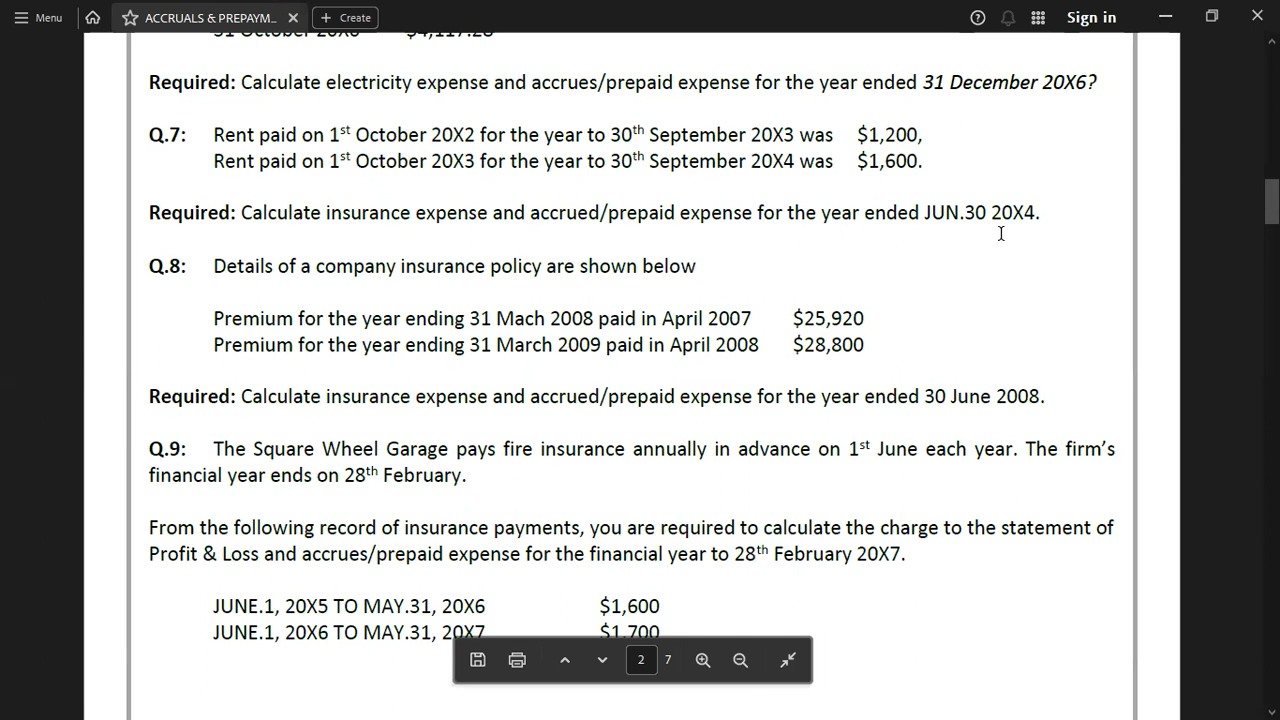 Menu
ACCRUALS & PREPAYM...
Create
Sign in
Required: Calculate electricity expense and accrues/prepaid expense for the year ended 31 December 20X6?
Q.7: Rent paid on 1st October 20X2 for the year to 30th September 20X3 was $1,200,
Rent paid on 1st October 20X3 for the year to 30th September 20X4 was $1,600.
Required: Calculate insurance expense and accrued/prepaid expense for the year ended JUN.30 20X4.
Q.8: Details of a company insurance policy are shown below
Premium for the year ending 31 Mach 2008 paid in April 2007 $25,920
Premium for the year ending 31 March 2009 paid in April 2008 $28,800
Required: Calculate insurance expense and accrued/prepaid expense for the year ended 30 June 2008.
Q.9: The Square Wheel Garage pays fire insurance annually in advance on 1st June each year. The firm's
financial year ends on 28th February.
From the following record of insurance payments, you are required to calculate the charge to the statement of
Profit & Loss and accrues/prepaid expense for the financial year to 28th February 20X7.
JUNE.1, 20X5 TO MAY.31, 20X6 $1,600
JUNE.1, 20X6 TO MAY.31, 20X7 $1,700
2 7